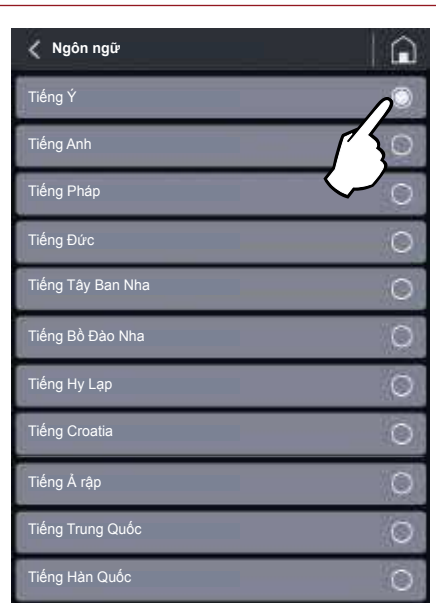 Ngôn ngữ
Tiếng Ý
Tiếng Anh
Tiếng Pháp
Tiếng Đức
Tiếng Tây Ban Nha
Tiếng Bồ Đào Nha
Tiếng Hy Lạp
Tiếng Croatia
Tiếng Ả rập
Tiếng Trung Quốc
Tiếng Hàn Quốc